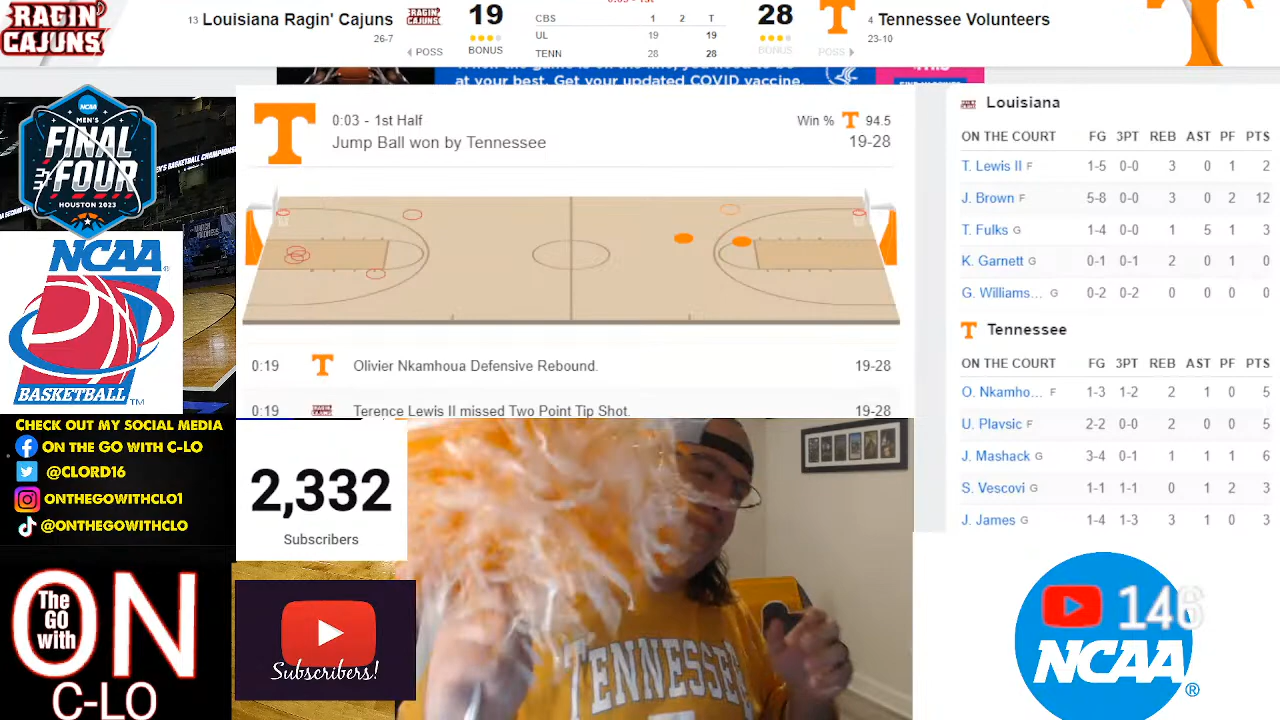 RAGIN'
CAJUNS
13 Louisiana Ragin' Cajuns
26-7
RAGIN'
CAJUNS
POSS
19
BONUS
0:03 - 1st
CBS 1 2 T
UL 19 19
TENN 28 28
28
BONUS
POSS
4 Tennessee Volunteers
23-10
at your best. Get your updated COVID vaccine.
NCAA
MEN'S
FINAL
FOUR
HOUSTON 2023
0:03 - 1st Half
Jump Ball won by Tennessee
Win % T 94.5
19-28
0:19 Olivier Nkamhoua Defensive Rebound. 19-28
0:19 Terence Lewis II missed Two Point Tip Shot. 19-28
Louisiana
ON THE COURT FG 3PT REB AST PF PTS
T. Lewis II F 1-5 0-0 3 0 1 2
J. Brown F 5-8 0-0 3 0 2 12
T. Fulks G 1-4 0-0 1 5 1 3
K. Garnett G 0-1 0-1 2 0 1 0
G. Williams... G 0-2 0-2 0 0 0 0
Tennessee
ON THE COURT FG 3PT REB AST PF PTS
O. Nkamho... F 1-3 1-2 2 1 0 5
U. Plavsic F 2-2 0-0 2 0 0 5
J. Mashack G 3-4 0-1 1 1 1 6
S. Vescovi G 1-1 1-1 0 1 2 3
J. James G 1-4 1-3 3 1 0 3
NCAA
BASKETBALL™
CHECK OUT MY SOCIAL MEDIA
ON THE GO WITH C-LO
@CLORD16
ONTHEGOWITHCLO1
@ONTHEGOWITHCLO
2,332
Subscribers
Subscribers!
The
GO
with
ON
C-LO
TENNESSEE
146
NCAA®